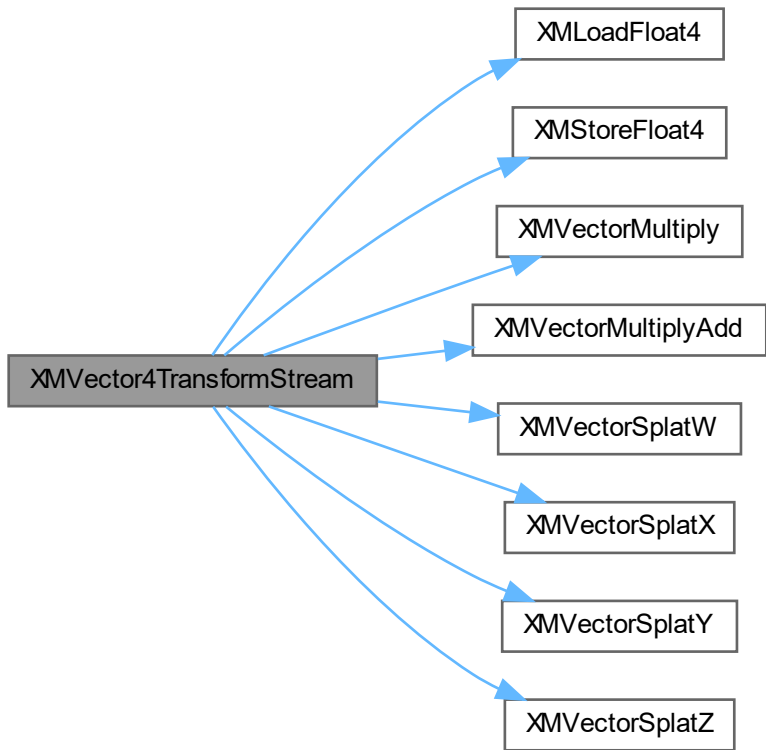 XMLoadFloat4
XMStoreFloat4
XMVectorMultiply
XMVectorMultiplyAdd
XMVector4TransformStream
XMVectorSplatW
XMVectorSplatX
XMVectorSplatY
XMVectorSplatZ